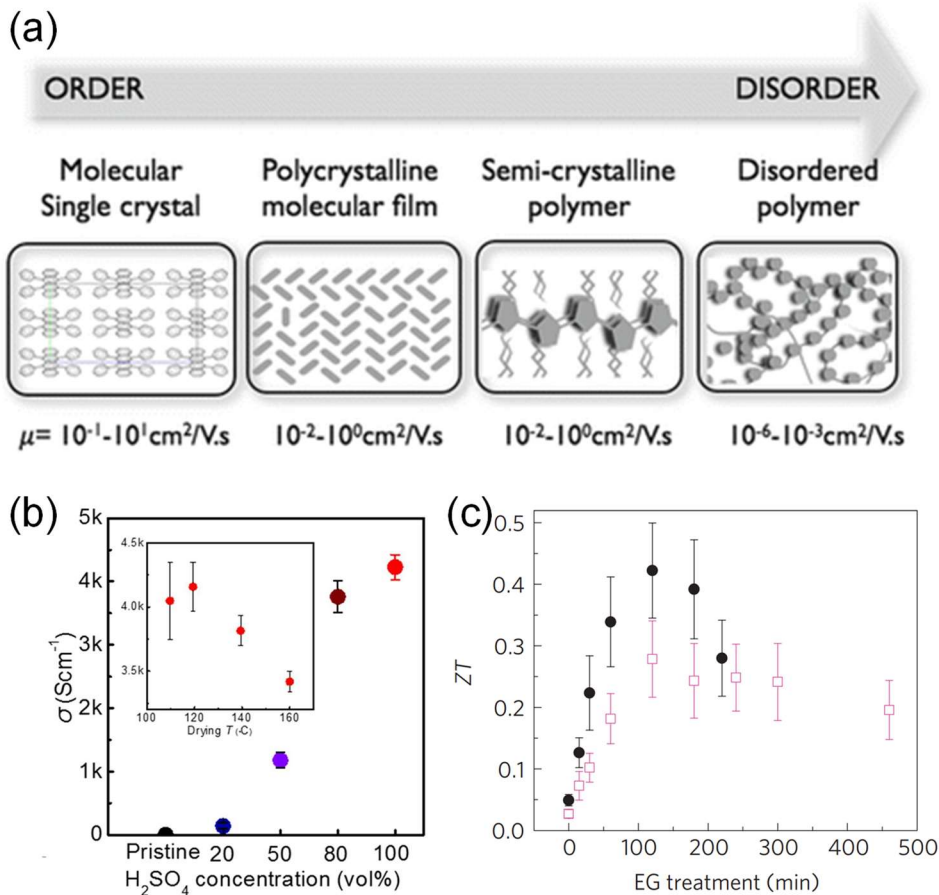 (a)
ORDER DISORDER
Molecular Single crystal
Polycrystalline molecular film
Semi-crystalline polymer
Disordered polymer
μ= 10⁻¹-10¹cm²/V.s
10⁻²-10⁰cm²/V.s
10⁻²-10⁰cm²/V.s
10⁻⁶-10⁻³cm²/V.s
(b)
σ (Scm⁻¹)
5k
4k
3k
2k
1k
0
4.5k
4.0k
3.5k
100 120 140 160
Drying T (-C)
Pristine 20 50 80 100
H₂SO₄ concentration (vol%)
(c)
ZT
0.5
0.4
0.3
0.2
0.1
0.0
0 100 200 300 400 500
EG treatment (min)